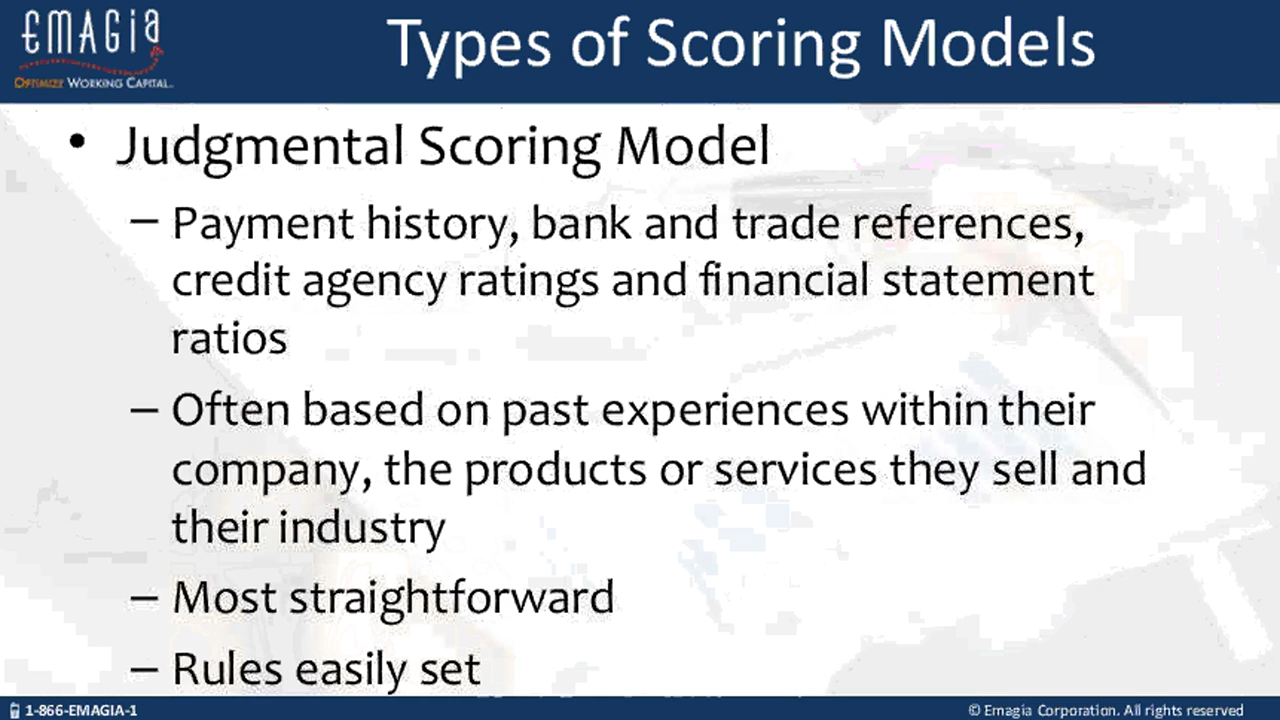 EMAGIA
OPTIMIZE WORKING CAPITAL
Types of Scoring Models
• Judgmental Scoring Model
– Payment history, bank and trade references,
credit agency ratings and financial statement
ratios
– Often based on past experiences within their
company, the products or services they sell and
their industry
– Most straightforward
– Rules easily set
1-866-EMAGIA-1
© Emagia Corporation. All rights reserved